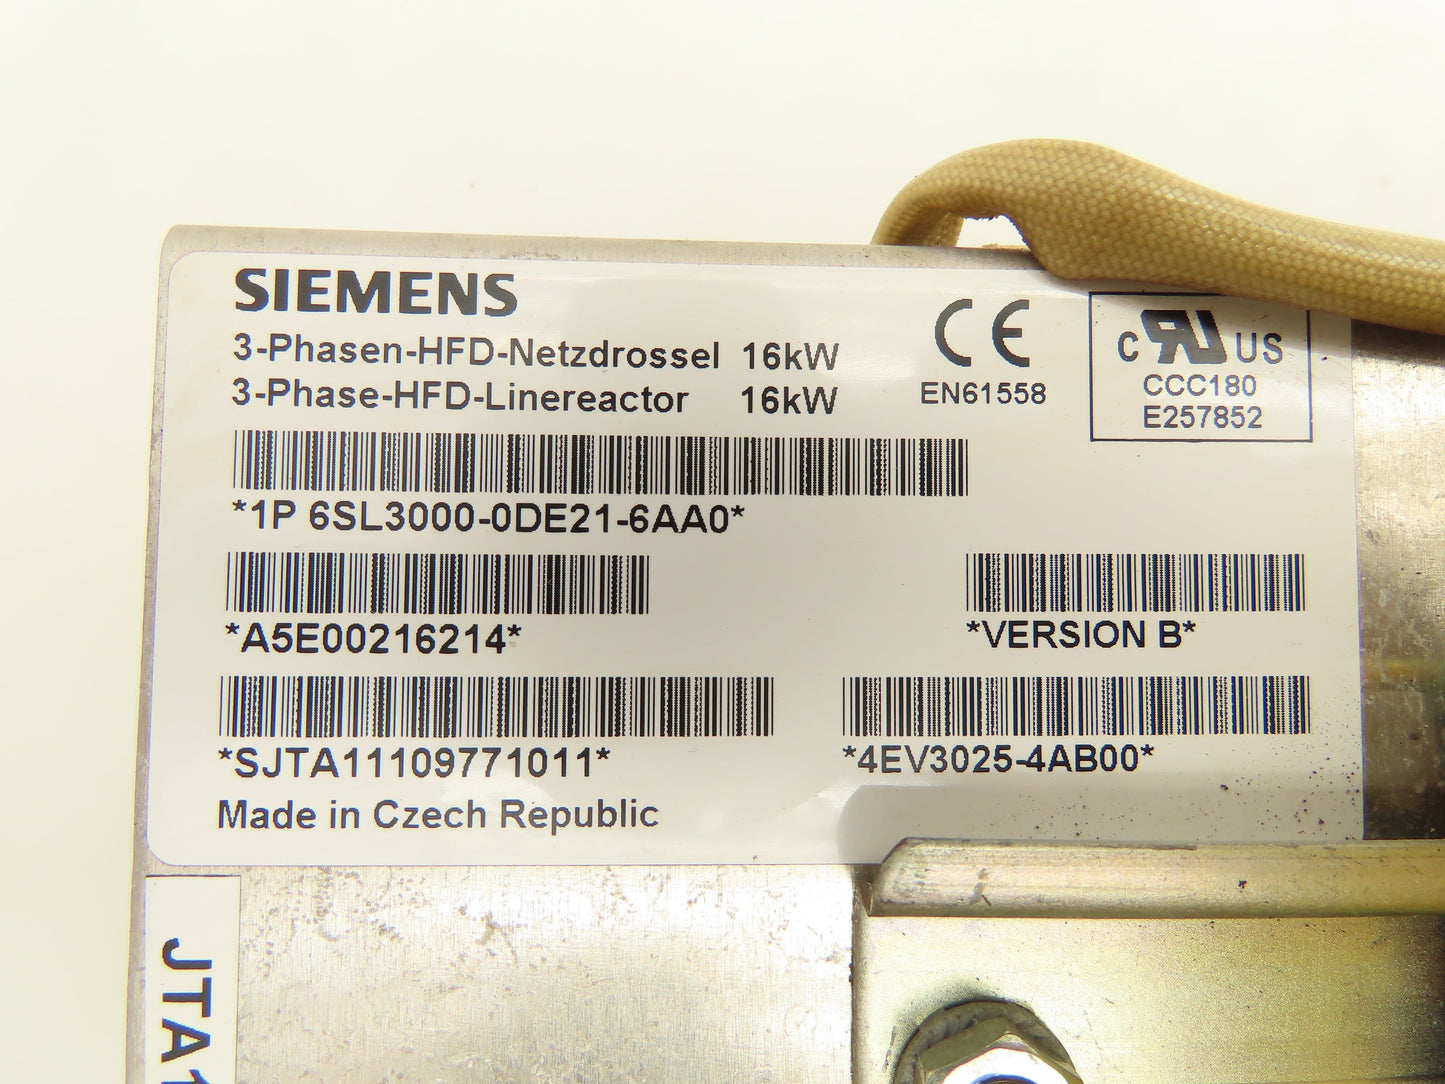 SIEMENS
3-Phasen-HFD-Netzdrossel 16kW
3-Phase-HFD-Linereactor 16kW
CE
EN61558
C RU US
CCC180
E257852
*1P 6SL3000-0DE21-6AA0*
*A5E00216214*
*VERSION B*
*SJTA11109771011*
*4EV3025-4AB00*
Made in Czech Republic
JTA1